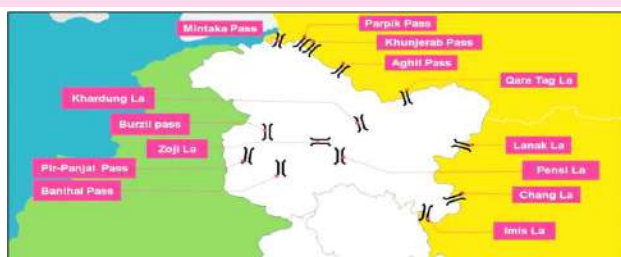 Mintaka Pass
Parpik Pass
Khunjerab Pass
Aghil Pass
Qara Tag La
Khardung La
Burzil pass
Zoji La
Pir-Panjal Pass
Banihal Pass
Lanak La
Pensi La
Chang La
Imis La